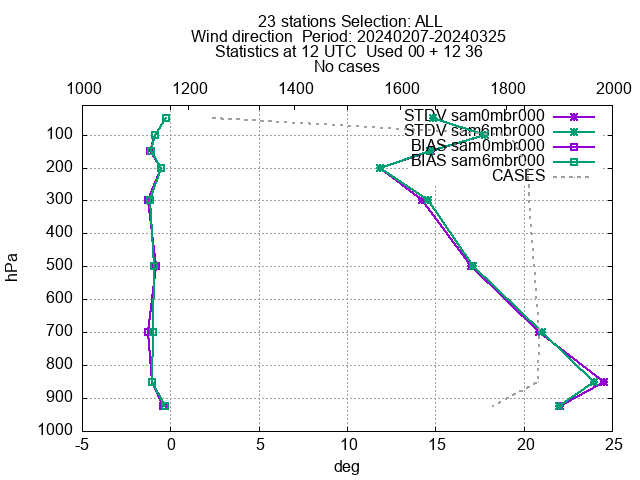 23 stations Selection: ALL
Wind direction  Period: 20240207-20240325
Statistics at 12 UTC  Used 00 + 12 36
No cases
1000 1200 1400 1600 1800 2000
STDV sam0mbr000
STDV sam6mbr000
BIAS sam0mbr000
BIAS sam6mbr000
CASES
100
200
300
400
500
600
700
800
900
1000
hPa
-5 0 5 10 15 20 25
deg